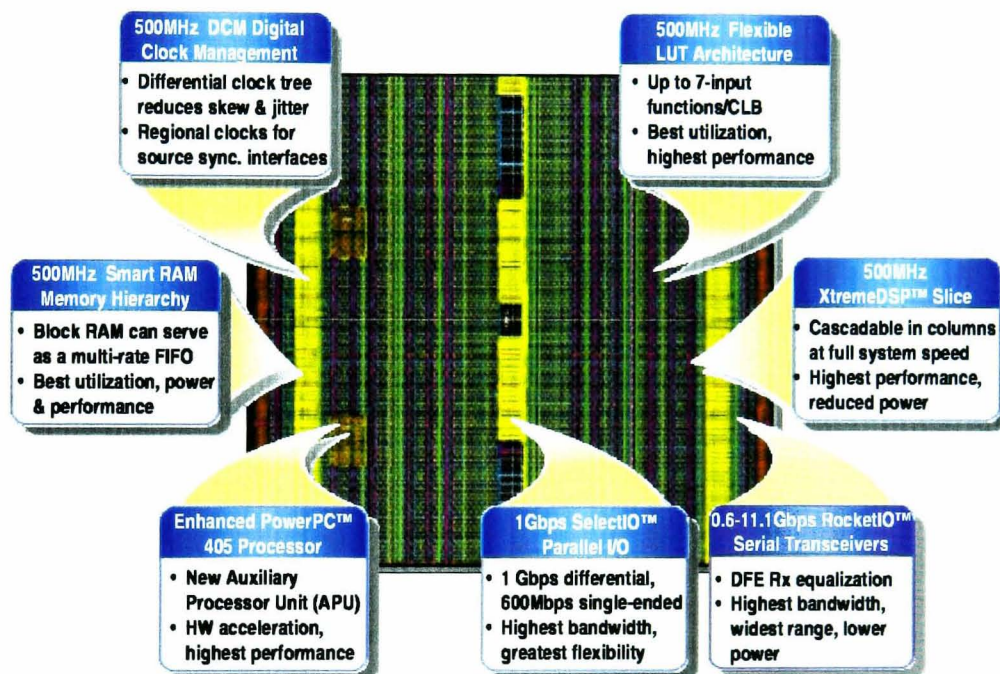 500MHz DCM Digital
Clock Management
• Differential clock tree
reduces skew & jitter
• Regional clocks for
source sync. interfaces
500MHz Flexible
LUT Architecture
• Up to 7-input
functions/CLB
• Best utilization,
highest performance
500MHz Smart RAM
Memory Hierarchy
• Block RAM can serve
as a multi-rate FIFO
• Best utilization, power
& performance
500MHz
XtremeDSP™ Slice
• Cascadable in columns
at full system speed
• Highest performance,
reduced power
Enhanced PowerPC™
405 Processor
• New Auxiliary
Processor Unit (APU)
• HW acceleration,
highest performance
1Gbps SelectIO™
Parallel I/O
• 1 Gbps differential,
600Mbps single-ended
• Highest bandwidth,
greatest flexibility
0.6-11.1Gbps RocketIO™
Serial Transceivers
• DFE Rx equalization
• Highest bandwidth,
widest range, lower
power